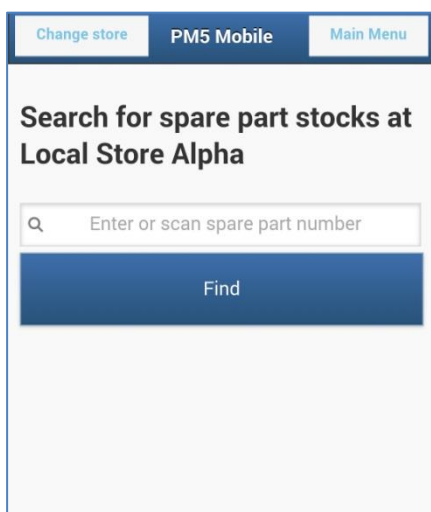 Change store PM5 Mobile Main Menu
Search for spare part stocks at
Local Store Alpha
Enter or scan spare part number
Find